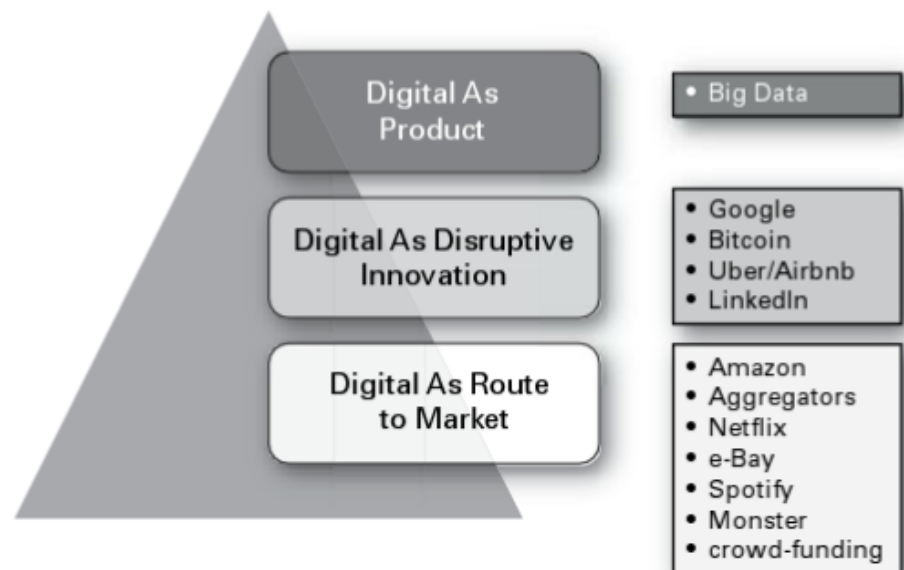 Digital As
Product
• Big Data
Digital As Disruptive
Innovation
• Google
• Bitcoin
• Uber/Airbnb
• LinkedIn
Digital As Route
to Market
• Amazon
• Aggregators
• Netflix
• e-Bay
• Spotify
• Monster
• crowd-funding